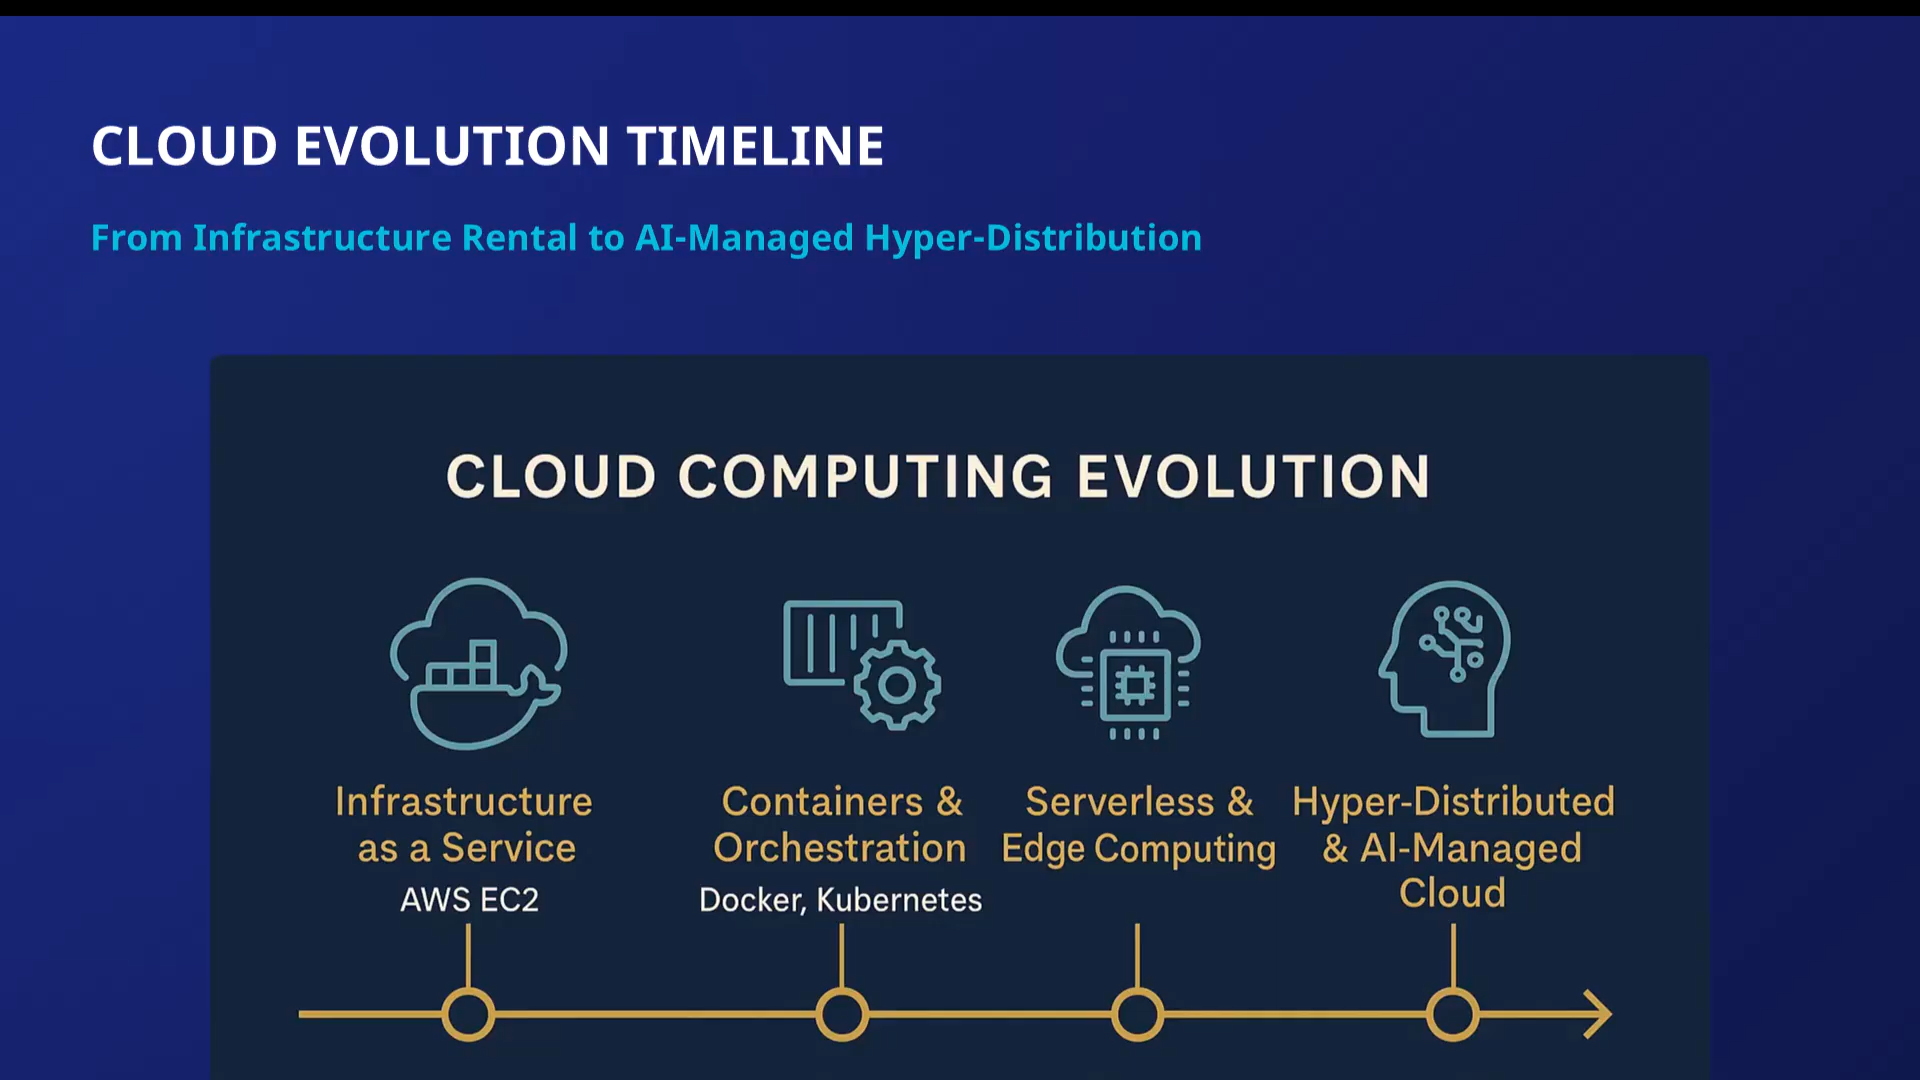 CLOUD EVOLUTION TIMELINE
From Infrastructure Rental to AI-Managed Hyper-Distribution
CLOUD COMPUTING EVOLUTION
Infrastructure
as a Service
AWS EC2
Containers &
Orchestration
Docker, Kubernetes
Serverless &
Edge Computing
Hyper-Distributed
& AI-Managed
Cloud